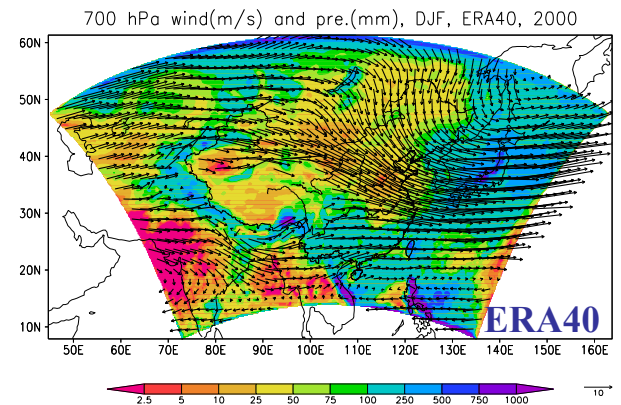 700 hPa wind(m/s) and pre.(mm), DJF, ERA40, 2000
60N
50N
40N
30N
20N
10N
ERA40
50E 60E 70E 80E 90E 100E 110E 120E 130E 140E 150E 160E
2.5 5 10 25 50 75 100 250 500 750 1000
10